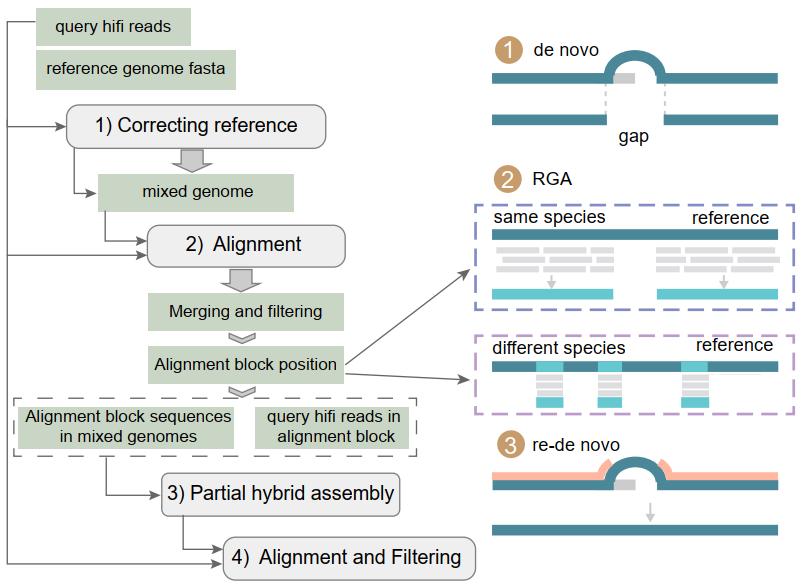 query hifi reads
reference genome fasta
1) Correcting reference
mixed genome
2) Alignment
Merging and filtering
Alignment block position
Alignment block sequences
in mixed genomes
query hifi reads in
alignment block
3) Partial hybrid assembly
4) Alignment and Filtering
1 de novo
gap
2 RGA
same species reference
different species reference
3 re-de novo